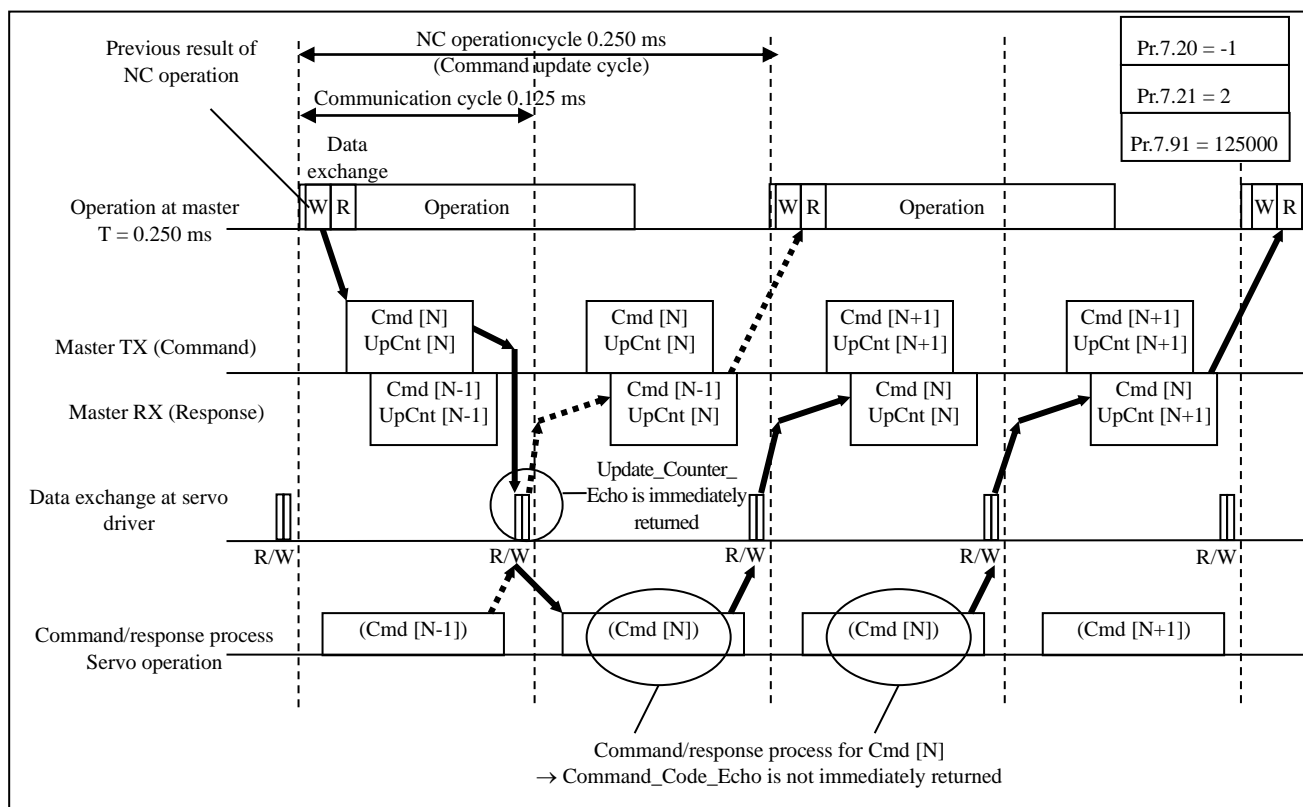 Previous result of
NC operation
NC operation cycle 0.250 ms
(Command update cycle)
Communication cycle 0.125 ms
Pr.7.20 = -1
Pr.7.21 = 2
Pr.7.91 = 125000
Data
exchange
Operation at master
T = 0.250 ms
W R Operation
W R Operation
W R
Master TX (Command)
Cmd [N]
UpCnt [N]
Cmd [N]
UpCnt [N]
Cmd [N+1]
UpCnt [N+1]
Cmd [N+1]
UpCnt [N+1]
Master RX (Response)
Cmd [N-1]
UpCnt [N-1]
Cmd [N-1]
UpCnt [N]
Cmd [N]
UpCnt [N]
Cmd [N]
UpCnt [N+1]
Data exchange at servo
driver
Update_Counter_
Echo is immediately
returned
R/W R/W R/W R/W R/W
Command/response process
Servo operation
(Cmd [N-1]) (Cmd [N]) (Cmd [N]) (Cmd [N+1])
Command/response process for Cmd [N]
→ Command_Code_Echo is not immediately returned